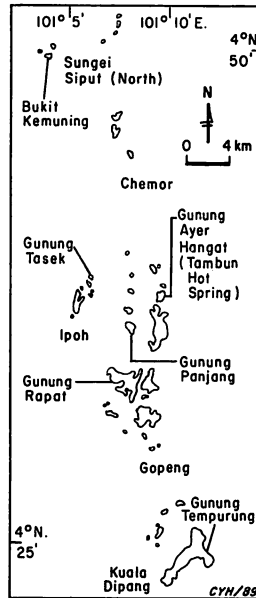 101°5'
101°10'E.
4°N
50'
Sungei
Siput (North)
Bukit
Kemuning
N
0 4 km
Chemor
Gunung
Ayer
Hangat
(Tambun
Hot
Spring)
Gunung
Tasek
Ipoh
Gunung
Panjang
Gunung
Rapat
Gopeng
Gunung
Tempurung
4°N.
25'
Kuala
Dipang
CYH/89